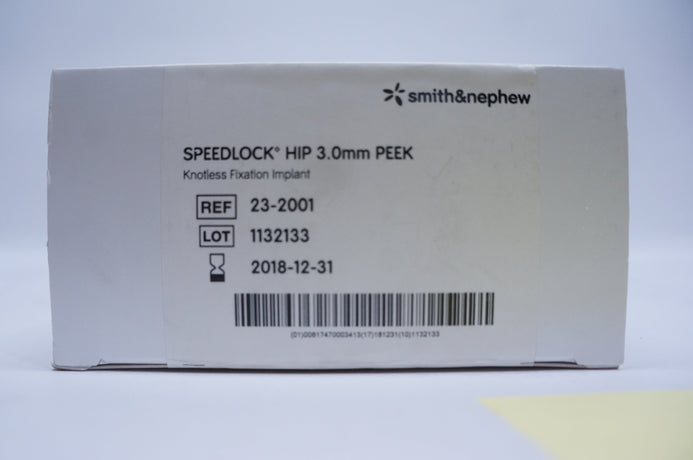 smith&nephew
SPEEDLOCK° HIP 3.0mm PEEK
Knotless Fixation Implant
REF 23-2001
LOT 1132133
2018-12-31
(01)00817470003413(17)181231(10)1132133